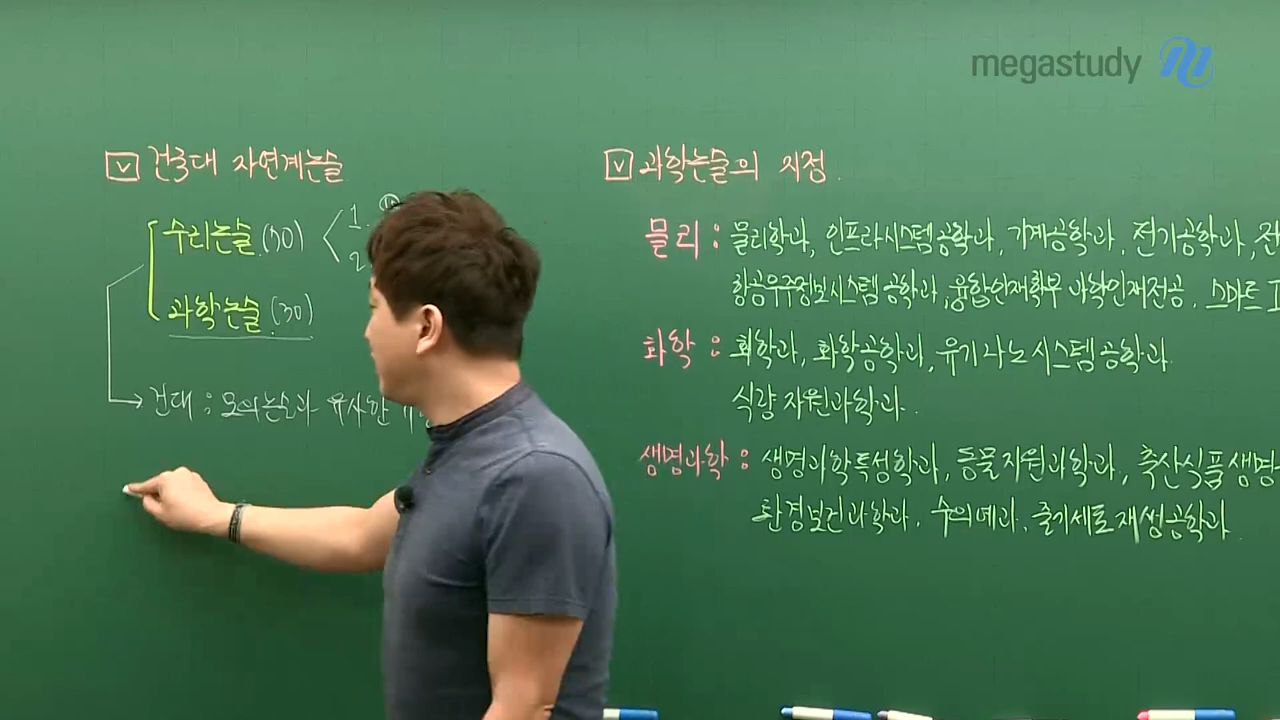 megastudy
건국대 자연계논술
수리논술 (30) 1
2
과학논술 (30)
건대 : 모의논술과 유사한
과학논술의 지정
물리 : 물리학과, 인프라시스템공학과, 기계공학과, 전기공학과,
항공우주정보시스템공학과, 융합인재학부 과학인재전공. 스마트
화학 : 화학과, 화학공학과, 유기나노시스템공학과
식량자원과학과.
생명과학 : 생명과학특성학과, 동물자원과학과, 축산식품생명
환경보건과학과. 수의예과. 줄기세포재생공학과